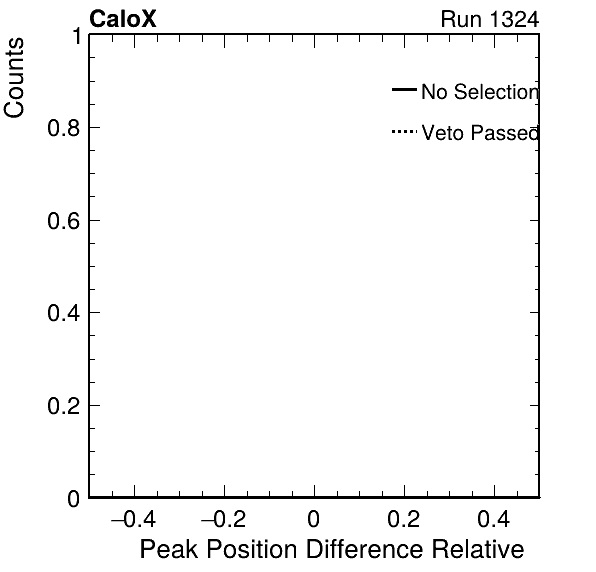 CaloX Run 1324
Counts
1
No Selection
Veto Passed
0.8
0.6
0.4
0.2
0
−0.4 −0.2 0 0.2 0.4
Peak Position Difference Relative